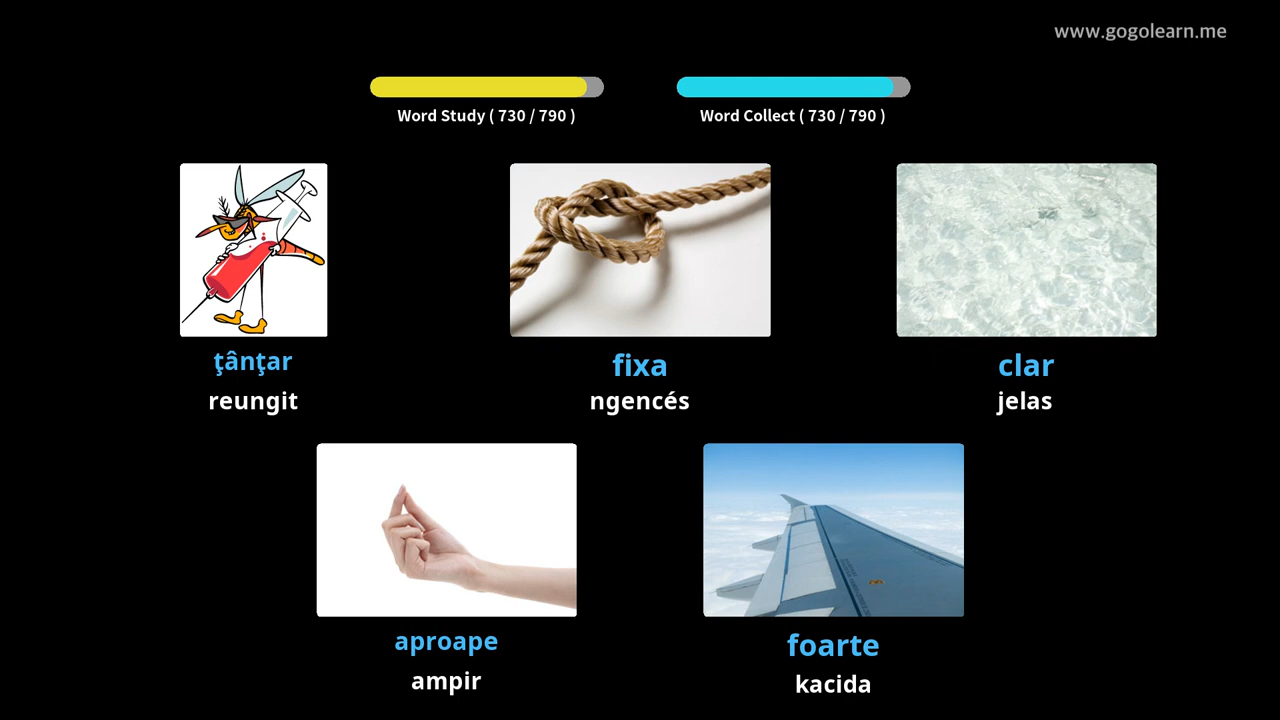 www.gogolearn.me
Word Study ( 730 / 790 )
Word Collect ( 730 / 790 )
ţânţar
reungit
fixa
ngencés
clar
jelas
aproape
ampir
foarte
kacida